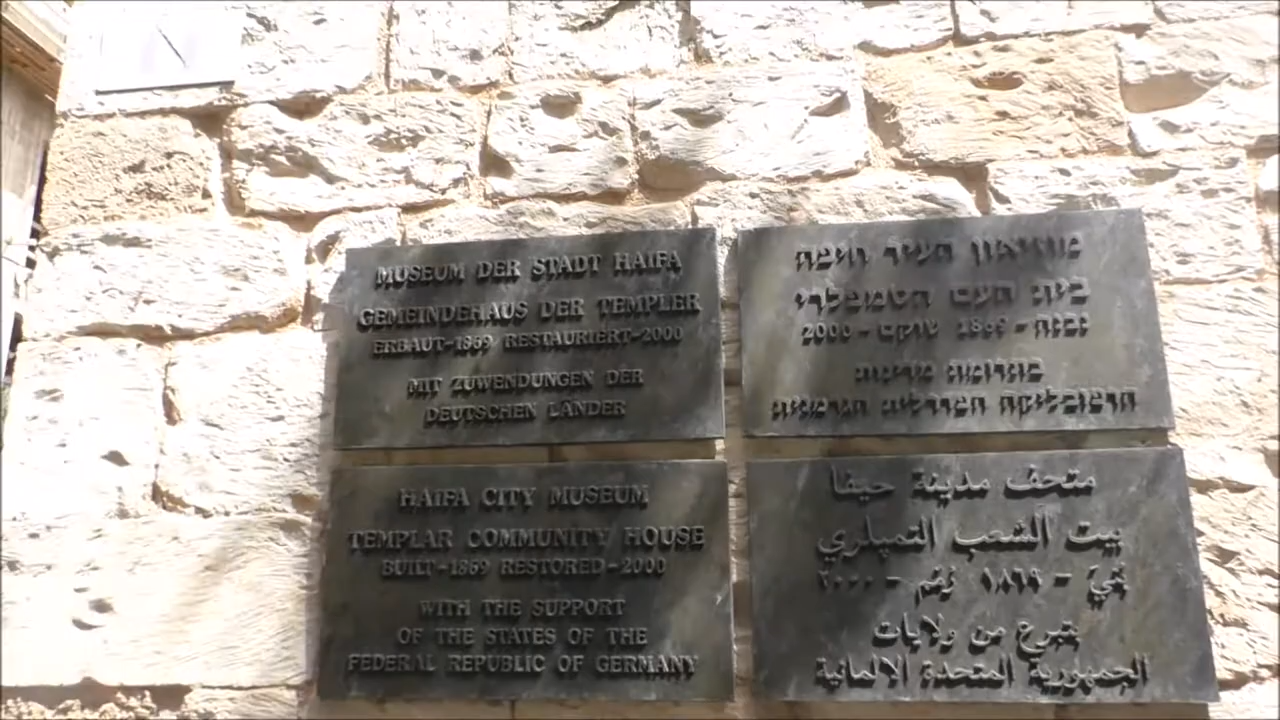 MUSEUM DER STADT HAIFA
GEMEINDEHAUS DER TEMPLER
ERBAUT-1869 RESTAURIERT-2000
MIT ZUWENDUNGEN DER
DEUTSCHEN LÄNDER
מוזיאון העיר חיפה
בית העם הטמפלרי
נבנה - 1869 שוקם - 2000
בתרומת מדינות
הרפובליקה הפדרלית הגרמנית
HAIFA CITY MUSEUM
TEMPLAR COMMUNITY HOUSE
BUILT-1869 RESTORED-2000
WITH THE SUPPORT
OF THE STATES OF THE
FEDERAL REPUBLIC OF GERMANY
متحف مدينة حيفا
بيت الشعب التمپلري
بني - ١٨٦٩ رمم - ٢٠٠٠
بتبرع من ولايات
الجمهورية المتحدة الالمانية